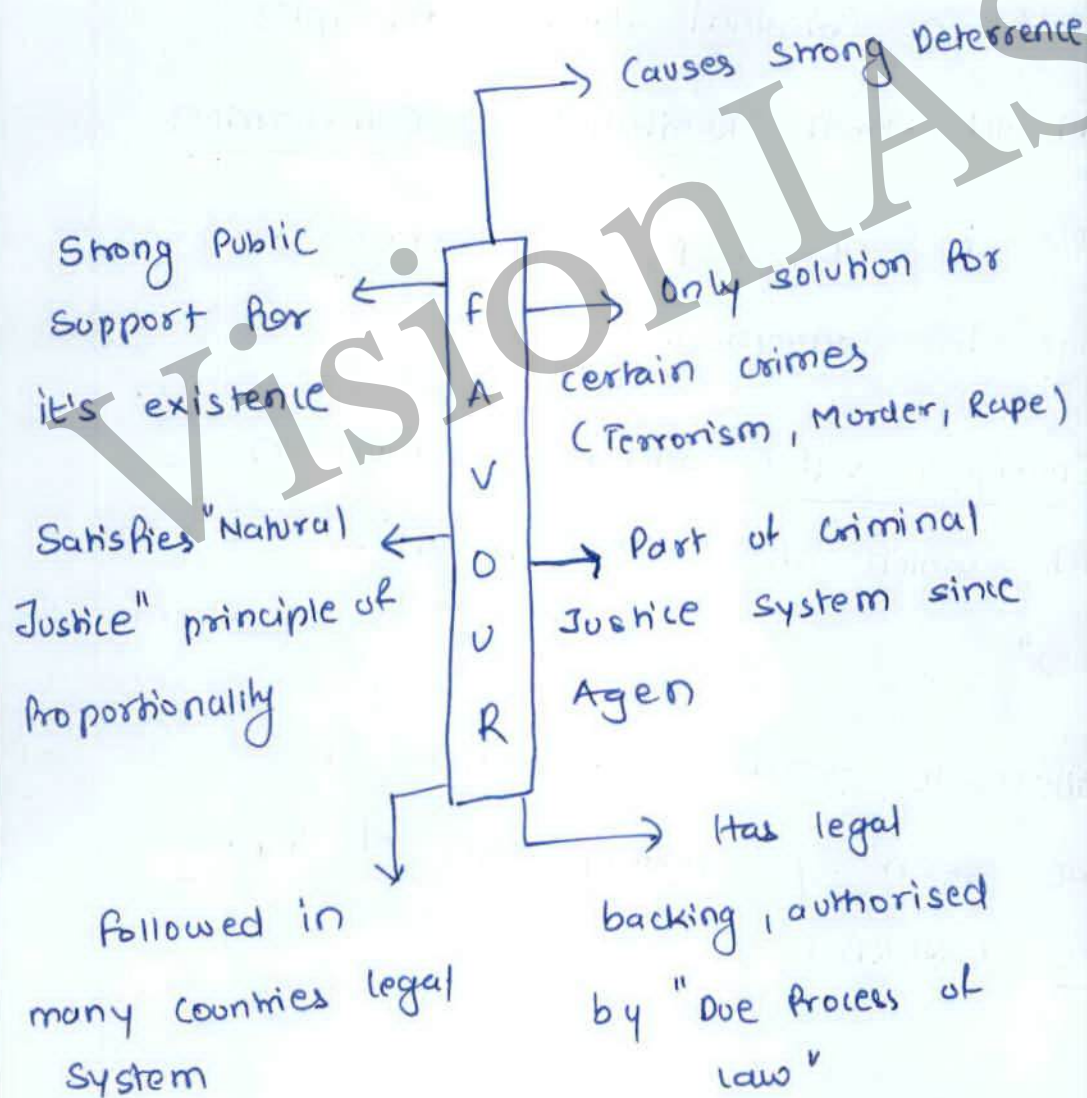 Causes Strong Deterrence
Strong Public
Support for
it's existence
Only solution for
certain crimes
(Terrorism, Murder, Rape)
Satisfies "Natural
Justice" principle of
Proportionality
Part of Criminal
Justice System since
Agen
Followed in
many Countries legal
System
Has legal
backing, authorised
by "Due Process of
law"
F
A
V
O
U
R
VisionIAS